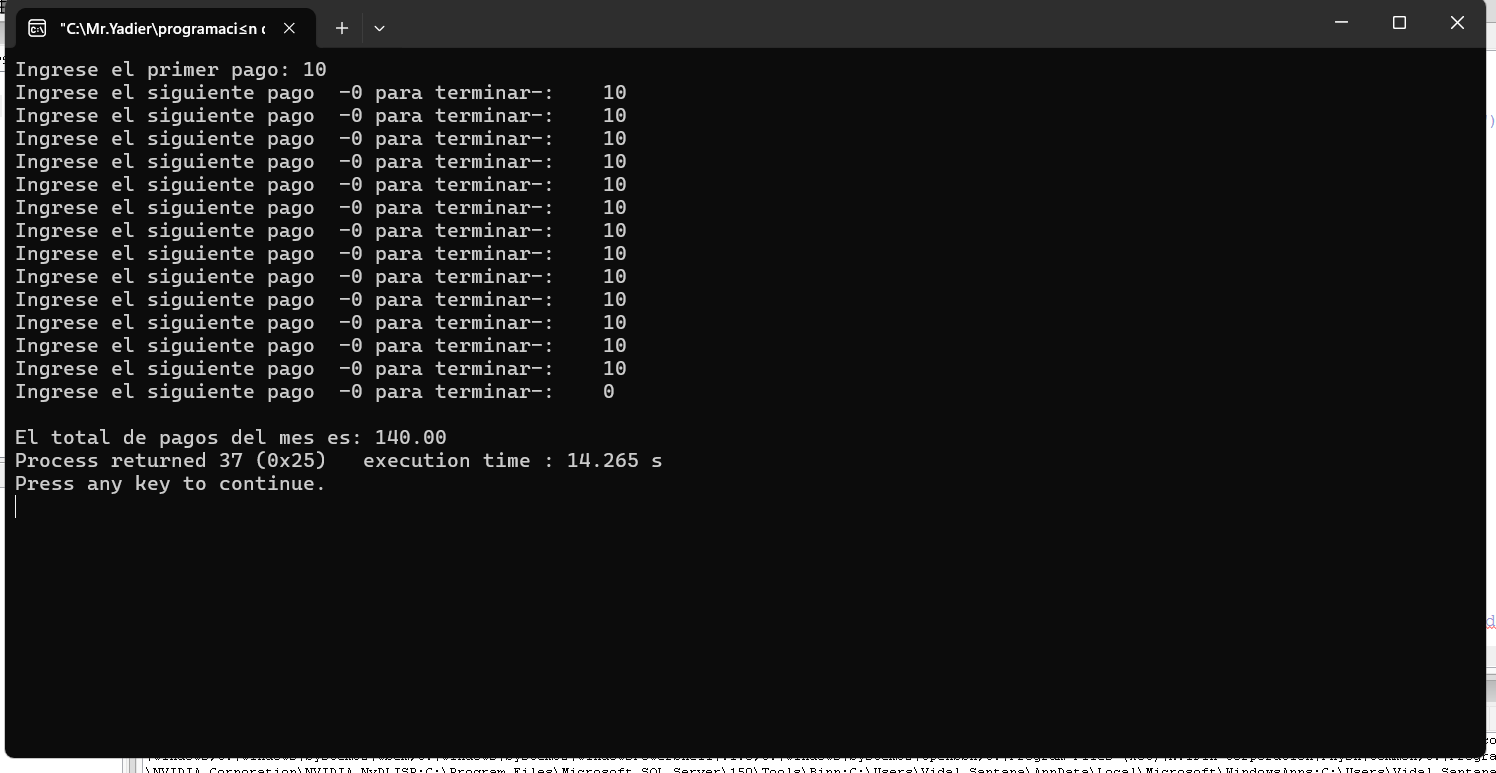 "C:\Mr.Yadier\programaci≤n c
Ingrese el primer pago: 10
Ingrese el siguiente pago  -0 para terminar-:    10
Ingrese el siguiente pago  -0 para terminar-:    10
Ingrese el siguiente pago  -0 para terminar-:    10
Ingrese el siguiente pago  -0 para terminar-:    10
Ingrese el siguiente pago  -0 para terminar-:    10
Ingrese el siguiente pago  -0 para terminar-:    10
Ingrese el siguiente pago  -0 para terminar-:    10
Ingrese el siguiente pago  -0 para terminar-:    10
Ingrese el siguiente pago  -0 para terminar-:    10
Ingrese el siguiente pago  -0 para terminar-:    10
Ingrese el siguiente pago  -0 para terminar-:    10
Ingrese el siguiente pago  -0 para terminar-:    10
Ingrese el siguiente pago  -0 para terminar-:    10
Ingrese el siguiente pago  -0 para terminar-:    0
El total de pagos del mes es: 140.00
Process returned 37 (0x25)   execution time : 14.265 s
Press any key to continue.
\NVIDIA Corporation\NVIDIA NvDLISR;C:\Program Files\Microsoft SQL Server\150\Tools\Binn;C:\Users\Vidal Santana\AppData\Local\Microsoft\WindowsApps;C:\Users\Vidal Santana